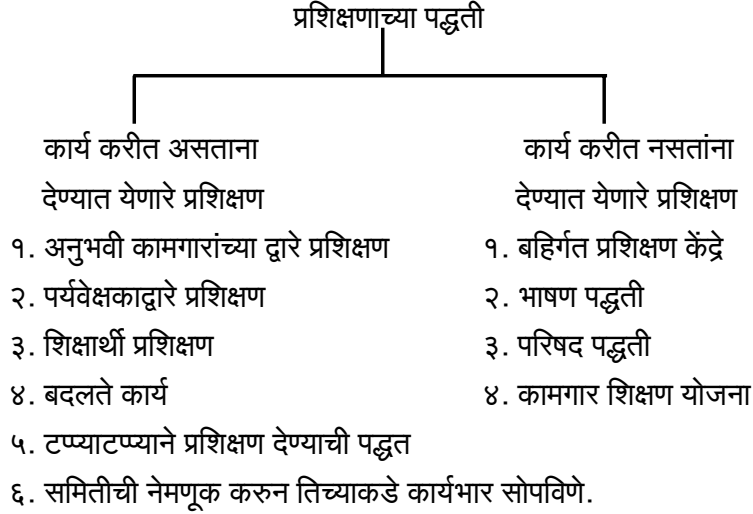 प्रशिक्षणाच्या पद्धती
कार्य करीत असताना
देण्यात येणारे प्रशिक्षण
१. अनुभवी कामगारांच्या द्वारे प्रशिक्षण
२. पर्यवेक्षकाद्वारे प्रशिक्षण
३. शिक्षार्थी प्रशिक्षण
४. बदलते कार्य
५. टप्प्याटप्प्याने प्रशिक्षण देण्याची पद्धत
६. समितीची नेमणूक करुन तिच्याकडे कार्यभार सोपविणे.
कार्य करीत नसतांना
देण्यात येणारे प्रशिक्षण
१. बहिर्गत प्रशिक्षण केंद्रे
२. भाषण पद्धती
३. परिषद पद्धती
४. कामगार शिक्षण योजना